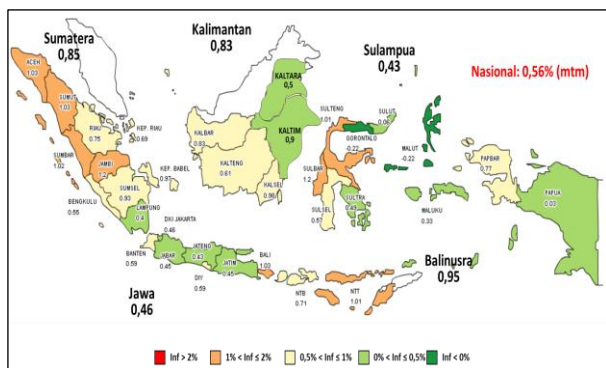 Sumatera
0,85
Kalimantan
0,83
Sulampua
0,43
Nasional: 0,56% (mtm)
ACEH
1.03
SUMUT
1.03
RIAU
0.75
KEP. RIAU
0.69
SUMBAR
1.02
JAMBI
1.2
KEP. BABEL
BENGKULU
0.55
SUMSEL
0.83
LAMPUNG
0.4
DKI JAKARTA
0.46
BANTEN
0.59
JABAR
0.45
JATENG
0.43
DIY
0.59
JATIM
0.45
BALI
1.03
NTB
0.71
NTT
1.01
KALBAR
0.83
KALTENG
0.61
KALSEL
0.98
KALTARA
0,5
KALTIM
0,9
SULTENG
1.01
SULUT
0.06
GORONTALO
-0.22
MALUT
-0.22
SULBAR
1.2
SULSEL
0.57
SULTRA
0.49
MALUKU
0.33
PAPBAR
0.77
PAPUA
0.03
Jawa
0,46
Balinusra
0,95
Inf > 2%
1% < Inf ≤ 2%
0,5% < Inf ≤ 1%
0% < Inf ≤ 0,5%
Inf < 0%